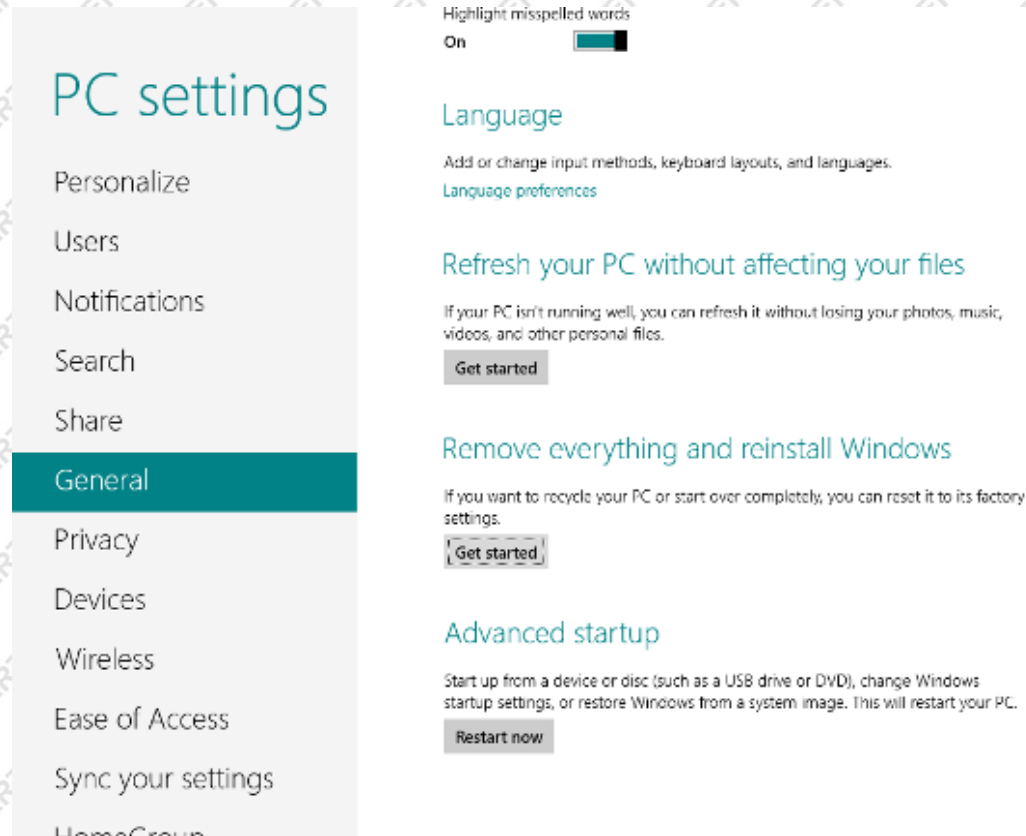 PC settings
Personalize
Users
Notifications
Search
Share
General
Privacy
Devices
Wireless
Ease of Access
Sync your settings
HomeGroup
Highlight misspelled words
On
Language
Add or change input methods, keyboard layouts, and languages.
Language preferences
Refresh your PC without affecting your files
If your PC isn't running well, you can refresh it without losing your photos, music,
videos, and other personal files.
Get started
Remove everything and reinstall Windows
If you want to recycle your PC or start over completely, you can reset it to its factory
settings.
Get started
Advanced startup
Start up from a device or disc (such as a USB drive or DVD), change Windows
startup settings, or restore Windows from a system image. This will restart your PC.
Restart now